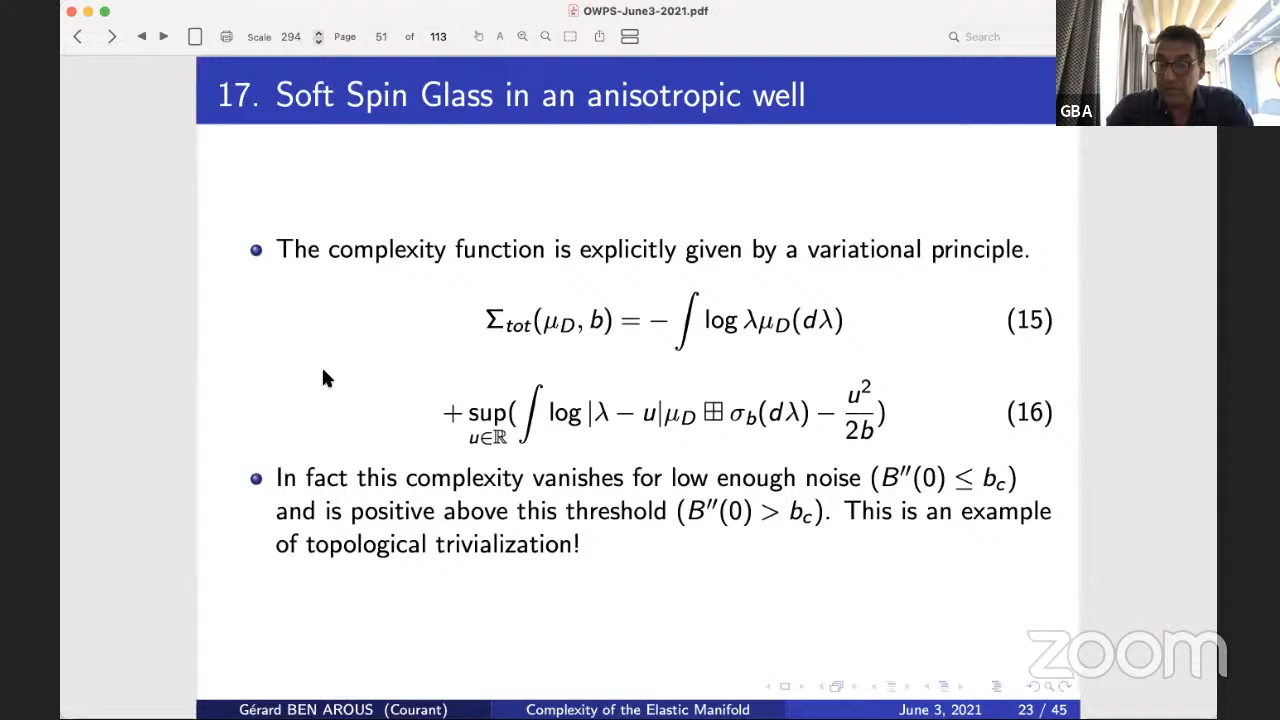 OWPS-June3-2021.pdf
Scale 294 Page 51 of 113 A Search
17. Soft Spin Glass in an anisotropic well
GBA
The complexity function is explicitly given by a variational principle.
Σ_tot(μ_D, b) = − ∫ log λμ_D(dλ) (15)
+ sup_{u∈ℝ}(∫ log |λ − u|μ_D ⊞ σ_b(dλ) − u²/2b) (16)
In fact this complexity vanishes for low enough noise (B″(0) ≤ b_c)
and is positive above this threshold (B″(0) > b_c). This is an example
of topological trivialization!
zoom
Gérard BEN AROUS (Courant) Complexity of the Elastic Manifold June 3, 2021 23 / 45